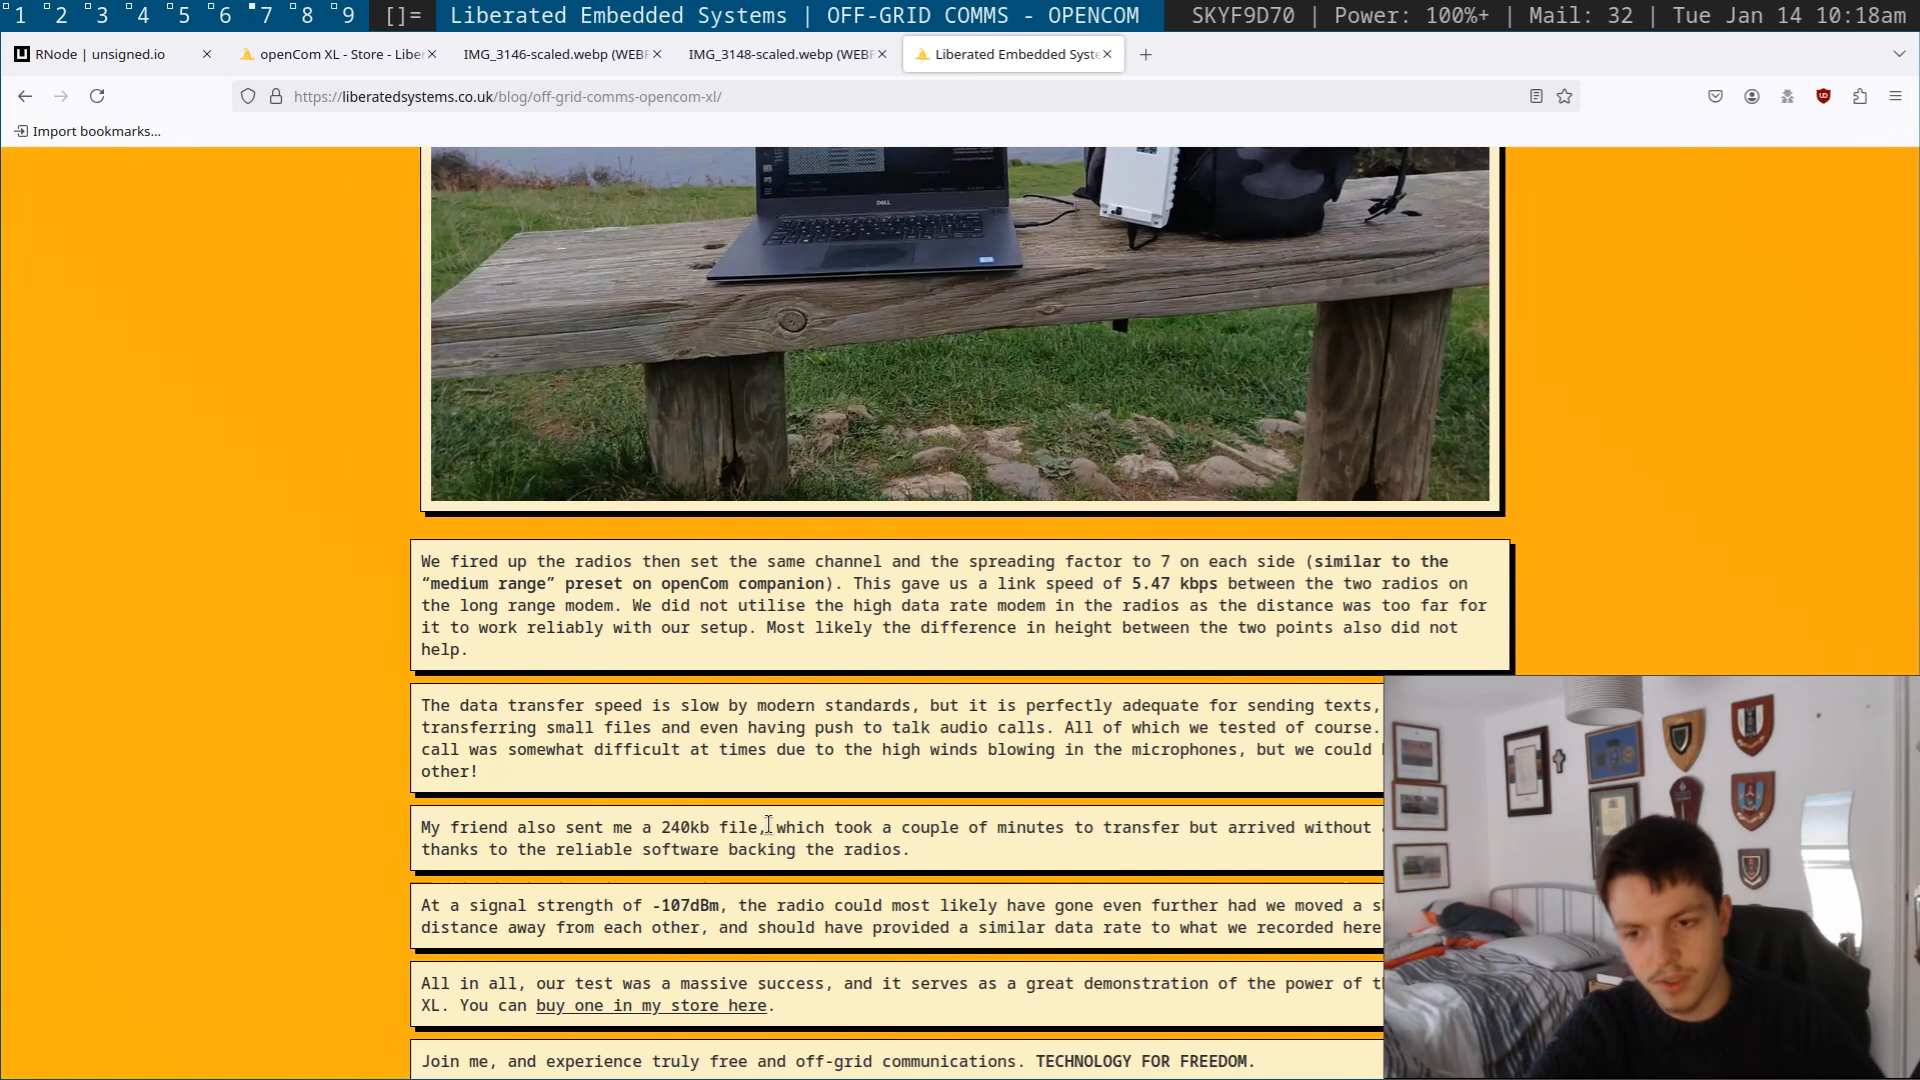 1 2 3 4 5 6 7 8 9 []= Liberated Embedded Systems | OFF-GRID COMMS - OPENCOM SKYF9D70 | Power: 100%+ | Mail: 32 | Tue Jan 14 10:18am
RNode | unsigned.io openCom XL - Store - Libe IMG_3146-scaled.webp (WEB IMG_3148-scaled.webp (WEB Liberated Embedded Syst
https://liberatedsystems.co.uk/blog/off-grid-comms-opencom-xl/
Import bookmarks...
DELL
We fired up the radios then set the same channel and the spreading factor to 7 on each side (similar to the
“medium range” preset on openCom companion). This gave us a link speed of 5.47 kbps between the two radios on
the long range modem. We did not utilise the high data rate modem in the radios as the distance was too far for
it to work reliably with our setup. Most likely the difference in height between the two points also did not
help.
The data transfer speed is slow by modern standards, but it is perfectly adequate for sending texts,
transferring small files and even having push to talk audio calls. All of which we tested of course.
call was somewhat difficult at times due to the high winds blowing in the microphones, but we could
other!
My friend also sent me a 240kb file, which took a couple of minutes to transfer but arrived without
thanks to the reliable software backing the radios.
At a signal strength of -107dBm, the radio could most likely have gone even further had we moved a
distance away from each other, and should have provided a similar data rate to what we recorded here
All in all, our test was a massive success, and it serves as a great demonstration of the power of
XL. You can buy one in my store here.
Join me, and experience truly free and off-grid communications. TECHNOLOGY FOR FREEDOM.